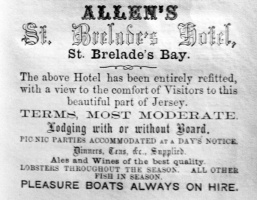 ALLEN'S
St. Brelade's Hotel,
St. Brelade's Bay.
The above Hotel has been entirely refitted,
with a view to the comfort of Visitors to this
beautiful part of Jersey.
TERMS, MOST MODERATE.
Lodging with or without Board.
PIC NIC PARTIES ACCOMMODATED AT A DAY'S NOTICE.
Dinners, Teas, &c., Supplied.
Ales and Wines of the best quality.
LOBSTERS THROUGHOUT THE SEASON. ALL OTHER
FISH IN SEASON.
PLEASURE BOATS ALWAYS ON HIRE.